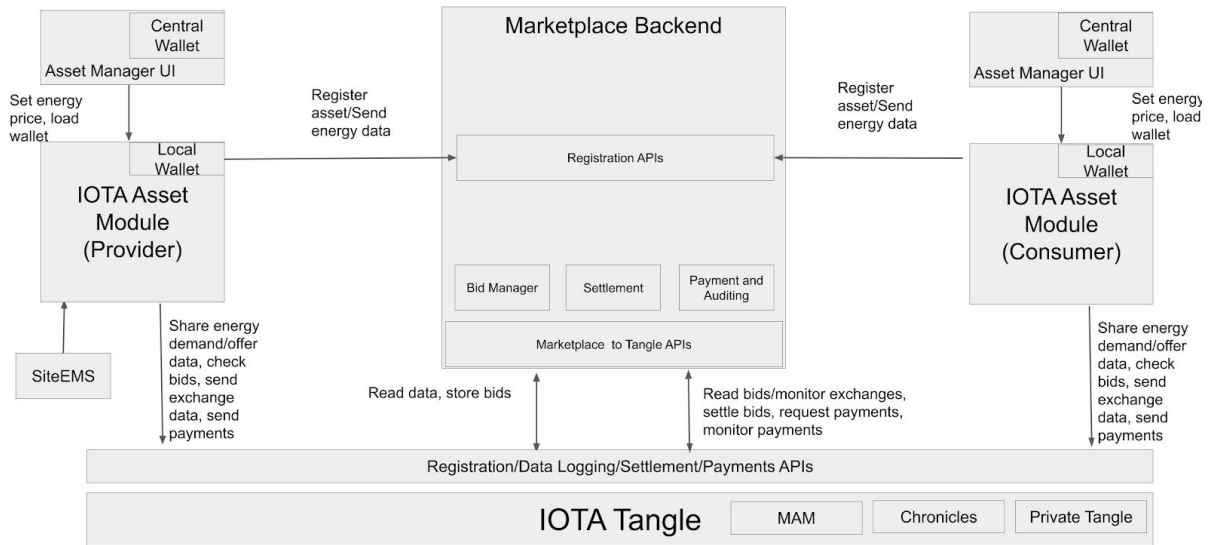 Central
Wallet
Asset Manager UI
Marketplace Backend
Central
Wallet
Asset Manager UI
Set energy
price, load
wallet
Register
asset/Send
energy data
Register
asset/Send
energy data
Set energy
price, load
wallet
Local
Wallet
IOTA Asset
Module
(Provider)
Registration APIs
Local
Wallet
IOTA Asset
Module
(Consumer)
Bid Manager
Settlement
Payment and
Auditing
Marketplace to Tangle APIs
SiteEMS
Share energy
demand/offer
data, check
bids, send
exchange
data, send
payments
Read data, store bids
Read bids/monitor exchanges,
settle bids, request payments,
monitor payments
Share energy
demand/offer
data, check
bids, send
exchange
data, send
payments
Registration/Data Logging/Settlement/Payments APIs
IOTA Tangle
MAM
Chronicles
Private Tangle